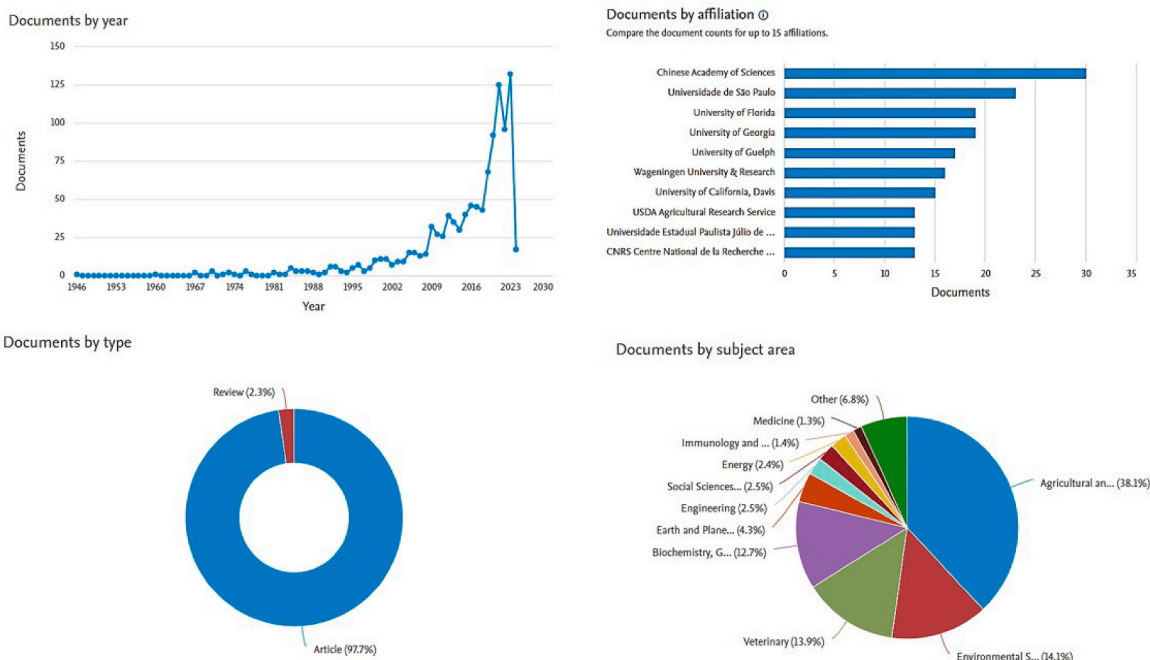 Documents by year
150
125
100
75
50
25
0
Documents
1946 1953 1960 1967 1974 1981 1988 1995 2002 2009 2016 2023 2030
Year
Documents by affiliation
Compare the document counts for up to 15 affiliations.
Chinese Academy of Sciences
Universidade de São Paulo
University of Florida
University of Georgia
University of Guelph
Wageningen University & Research
University of California, Davis
USDA Agricultural Research Service
Universidade Estadual Paulista Júlio de ...
CNRS Centre National de la Recherche ...
0 5 10 15 20 25 30 35
Documents
Documents by type
Review (2.3%)
Article (97.7%)
Documents by subject area
Other (6.8%)
Medicine (1.3%)
Immunology and ... (1.4%)
Energy (2.4%)
Social Sciences... (2.5%)
Engineering (2.5%)
Earth and Plane... (4.3%)
Biochemistry, G... (12.7%)
Veterinary (13.9%)
Environmental S... (14.1%)
Agricultural an... (38.1%)